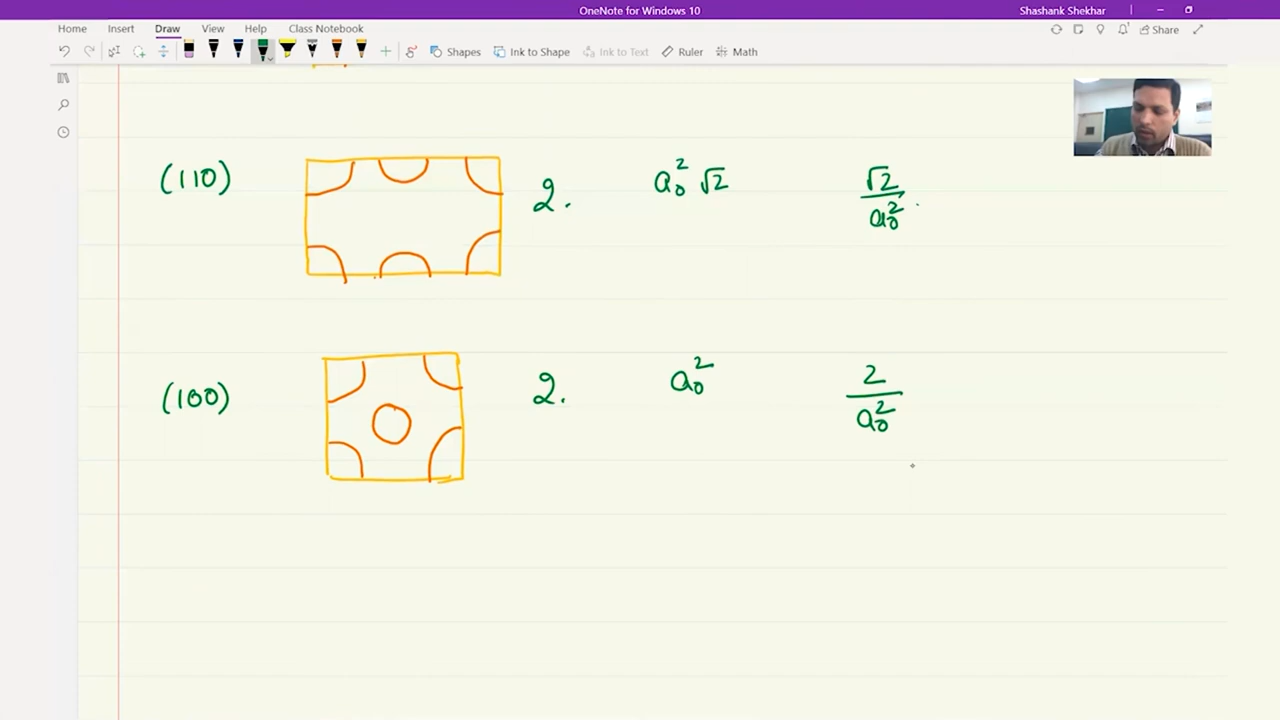 OneNote for Windows 10
Shashank Shekhar
Home Insert Draw View Help Class Notebook
Shapes Ink to Shape Ink to Text Ruler Math
Share
(110) 2. a₀² √2 √2/a₀²
(100) 2. a₀² 2/a₀²